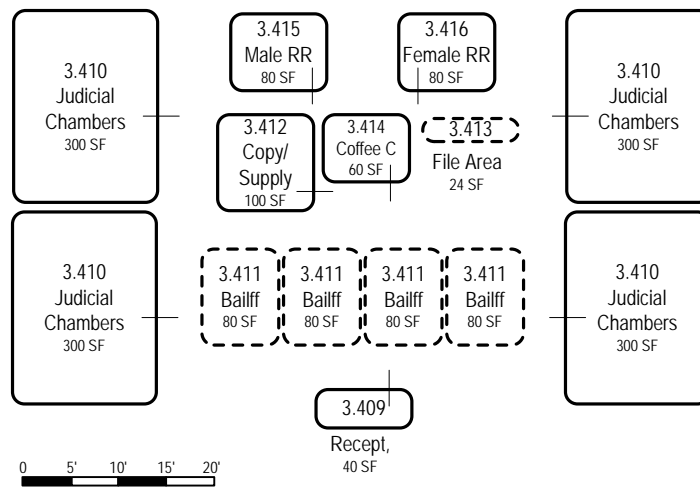 3.410
Judicial
Chambers
300 SF
3.415
Male RR
80 SF
3.416
Female RR
80 SF
3.410
Judicial
Chambers
300 SF
3.412
Copy/
Supply
100 SF
3.414
Coffee C
60 SF
3.413
File Area
24 SF
3.410
Judicial
Chambers
300 SF
3.411
Bailff
80 SF
3.411
Bailff
80 SF
3.411
Bailff
80 SF
3.411
Bailff
80 SF
3.410
Judicial
Chambers
300 SF
3.409
Recept,
40 SF
0 5' 10' 15' 20'